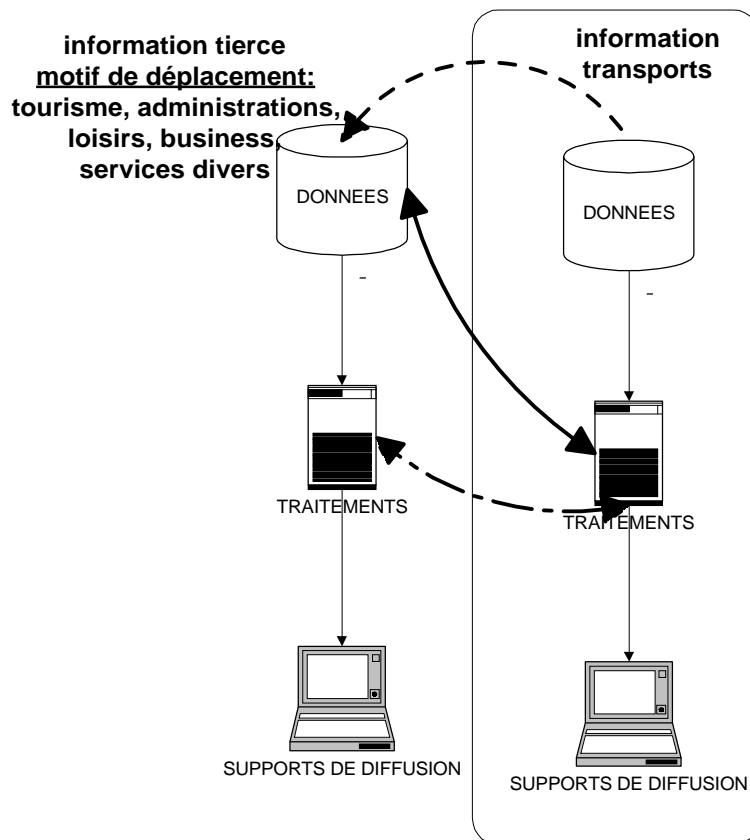 information tierce
motif de déplacement:
tourisme, administrations,
loisirs, business,
services divers
information
transports
DONNEES
DONNEES
-
-
TRAITEMENTS
TRAITEMENTS
SUPPORTS DE DIFFUSION
SUPPORTS DE DIFFUSION